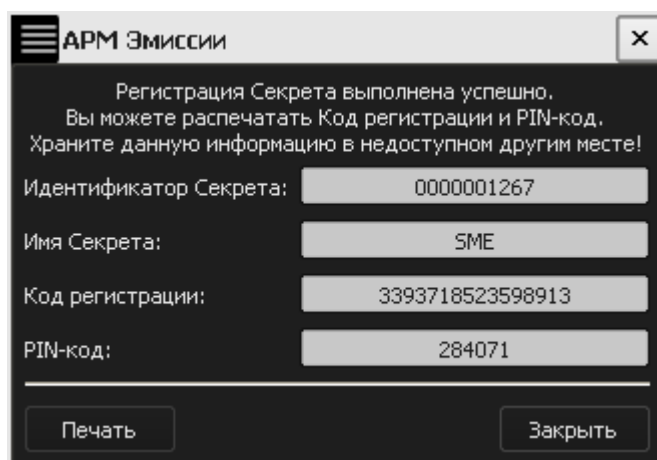 АРМ Эмиссии
Регистрация Секрета выполнена успешно.
Вы можете распечатать Код регистрации и PIN-код.
Храните данную информацию в недоступном другим месте!
Идентификатор Секрета: 0000001267
Имя Секрета: SME
Код регистрации: 3393718523598913
PIN-код: 284071
Печать Закрыть